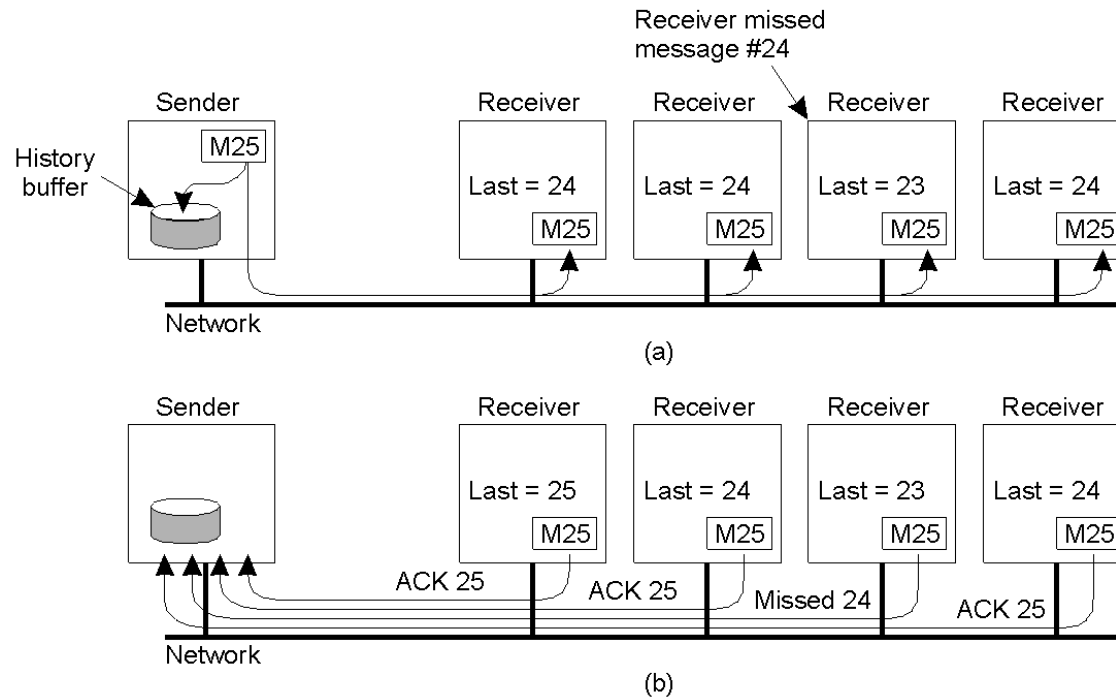 Receiver missed
message #24
Sender
Receiver
Receiver
Receiver
Receiver
M25
History
buffer
Last = 24
Last = 24
Last = 23
Last = 24
M25
M25
M25
M25
Network
(a)
Sender
Receiver
Receiver
Receiver
Receiver
Last = 25
Last = 24
Last = 23
Last = 24
M25
M25
M25
M25
ACK 25
ACK 25
Missed 24
ACK 25
Network
(b)